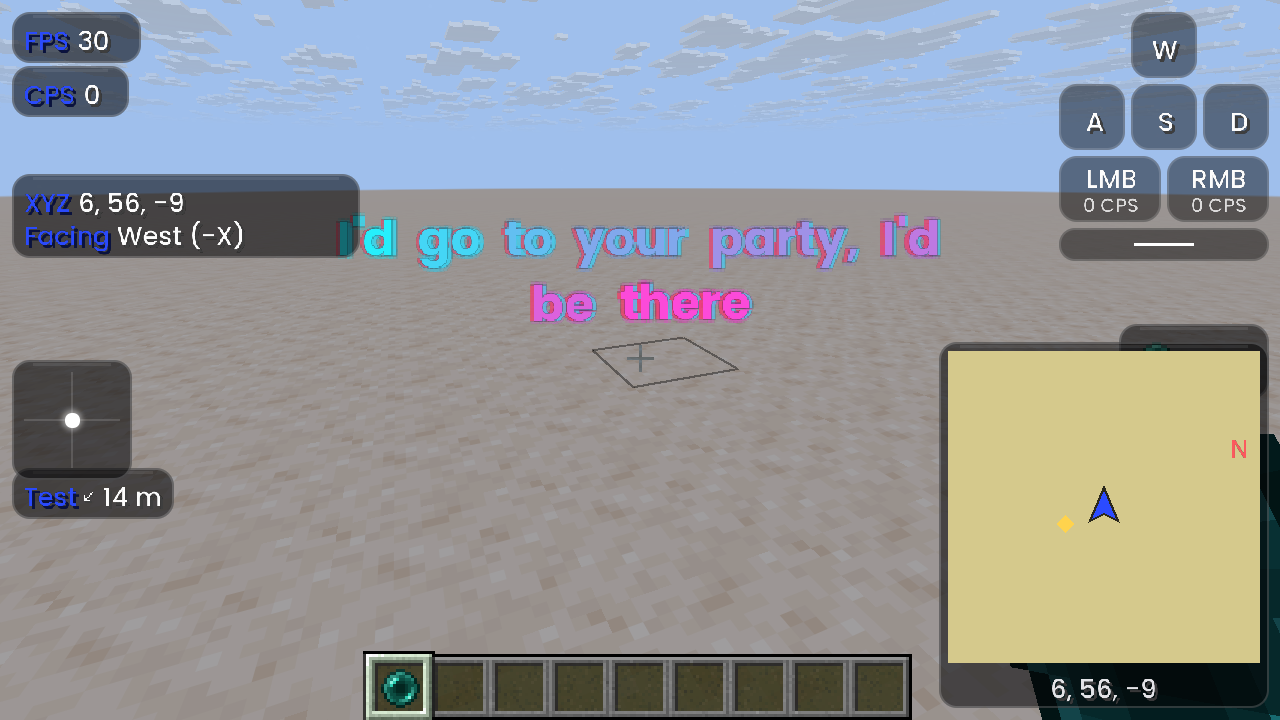 FPS 30
CPS 0
W
A S D
LMB RMB
0 CPS 0 CPS
XYZ 6, 56, -9
Facing West (-X)
I'd go to your party, I'd
be there
N
Test ↙ 14 m
6, 56, -9